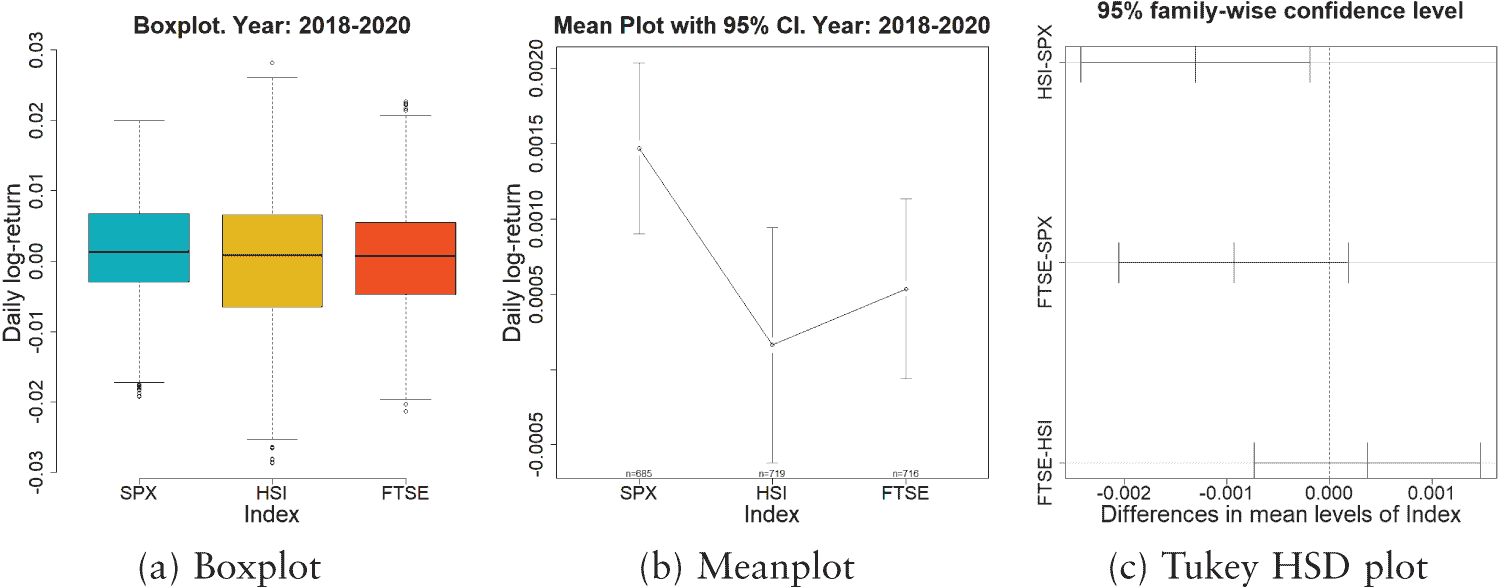 Boxplot. Year: 2018-2020
Daily log-return
0.03
0.02
0.01
0.00
-0.01
-0.02
-0.03
SPX HSI FTSE
Index
(a) Boxplot
Mean Plot with 95% CI. Year: 2018-2020
Daily log-return
0.0020
0.0015
0.0010
0.0005
-0.0005
n=685 n=719 n=716
SPX HSI FTSE
Index
(b) Meanplot
95% family-wise confidence level
HSI-SPX
FTSE-SPX
FTSE-HSI
-0.002 -0.001 0.000 0.001
Differences in mean levels of Index
(c) Tukey HSD plot